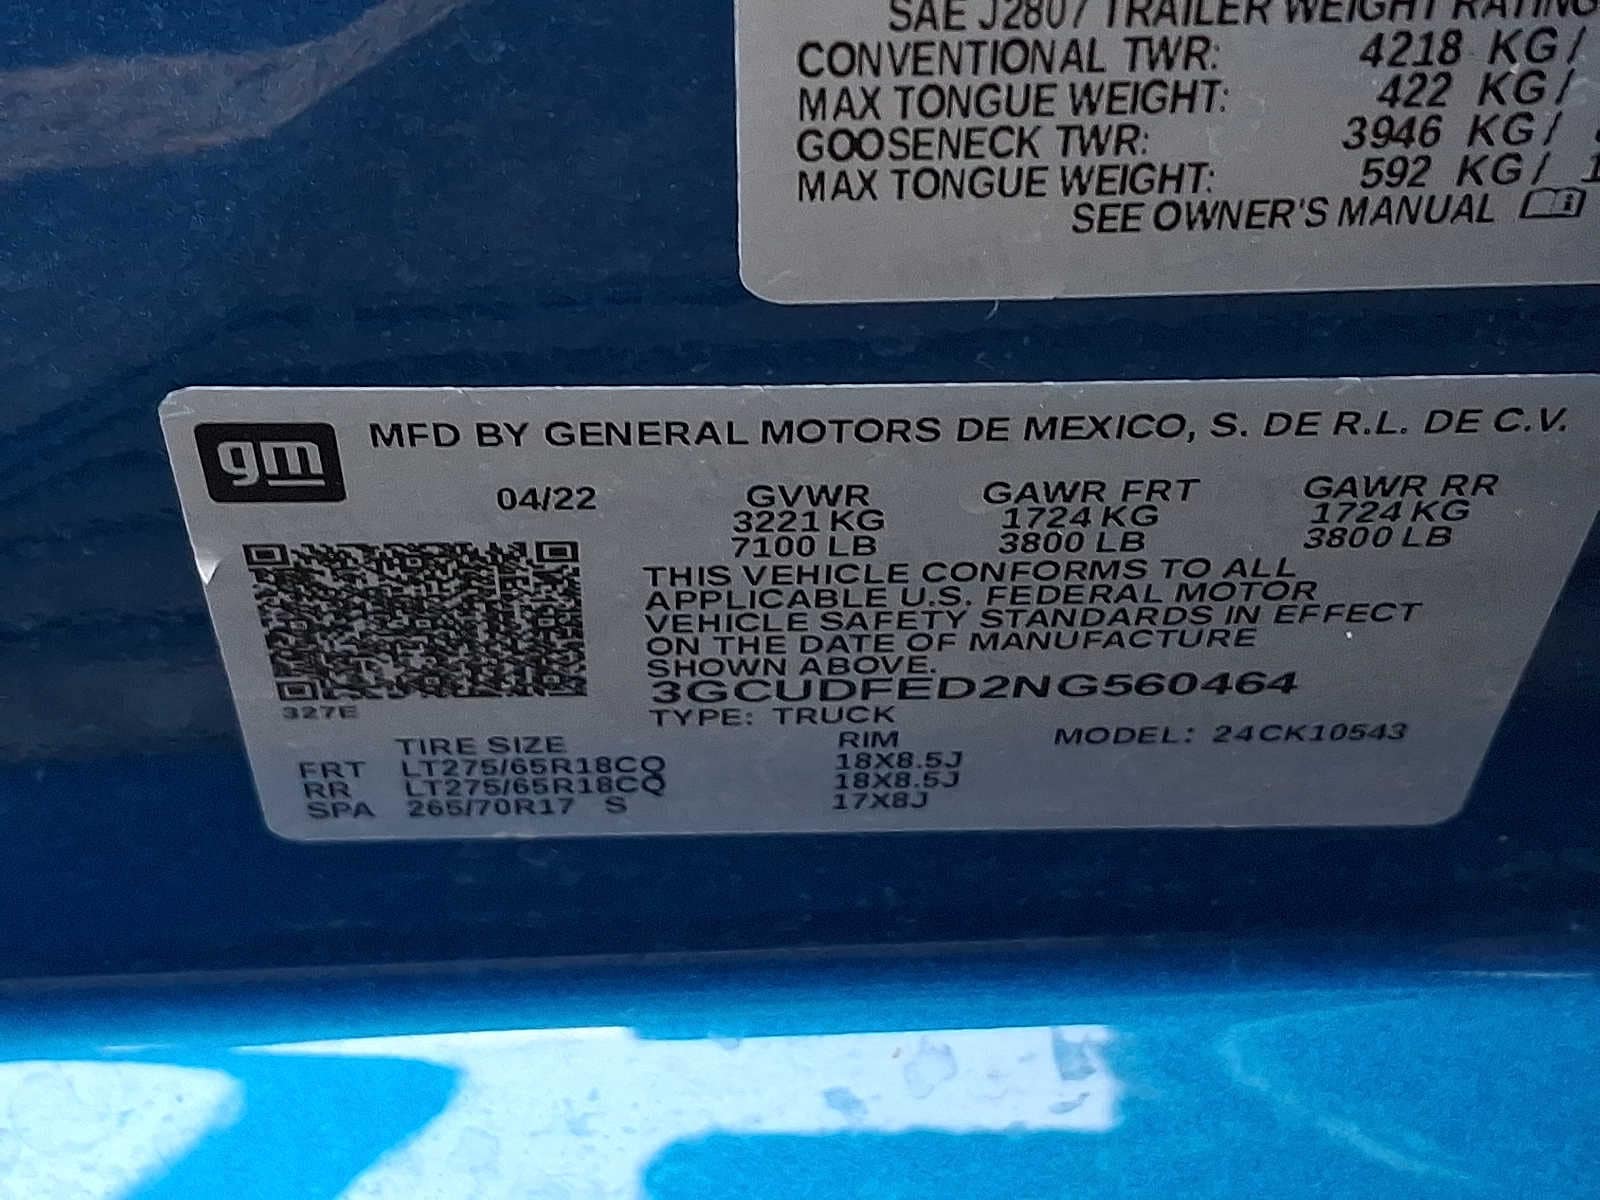 SAE J2807 TRAILER WEIGHT RATING
CONVENTIONAL TWR: 4218 KG/
MAX TONGUE WEIGHT: 422 KG/
GOOSENECK TWR: 3946 KG/
MAX TONGUE WEIGHT: 592 KG/ 1
SEE OWNER'S MANUAL
gm
MFD BY GENERAL MOTORS DE MEXICO, S. DE R.L. DE C.V.
04/22 GVWR GAWR FRT GAWR RR
3221 KG 1724 KG 1724 KG
7100 LB 3800 LB 3800 LB
THIS VEHICLE CONFORMS TO ALL
APPLICABLE U.S. FEDERAL MOTOR
VEHICLE SAFETY STANDARDS IN EFFECT
ON THE DATE OF MANUFACTURE
SHOWN ABOVE.
3GCUDFED2NG560464
327E
TYPE: TRUCK
MODEL: 24CK10543
TIRE SIZE RIM
FRT LT275/65R18CQ 18X8.5J
RR LT275/65R18CQ 18X8.5J
SPA 265/70R17 S 17X8J